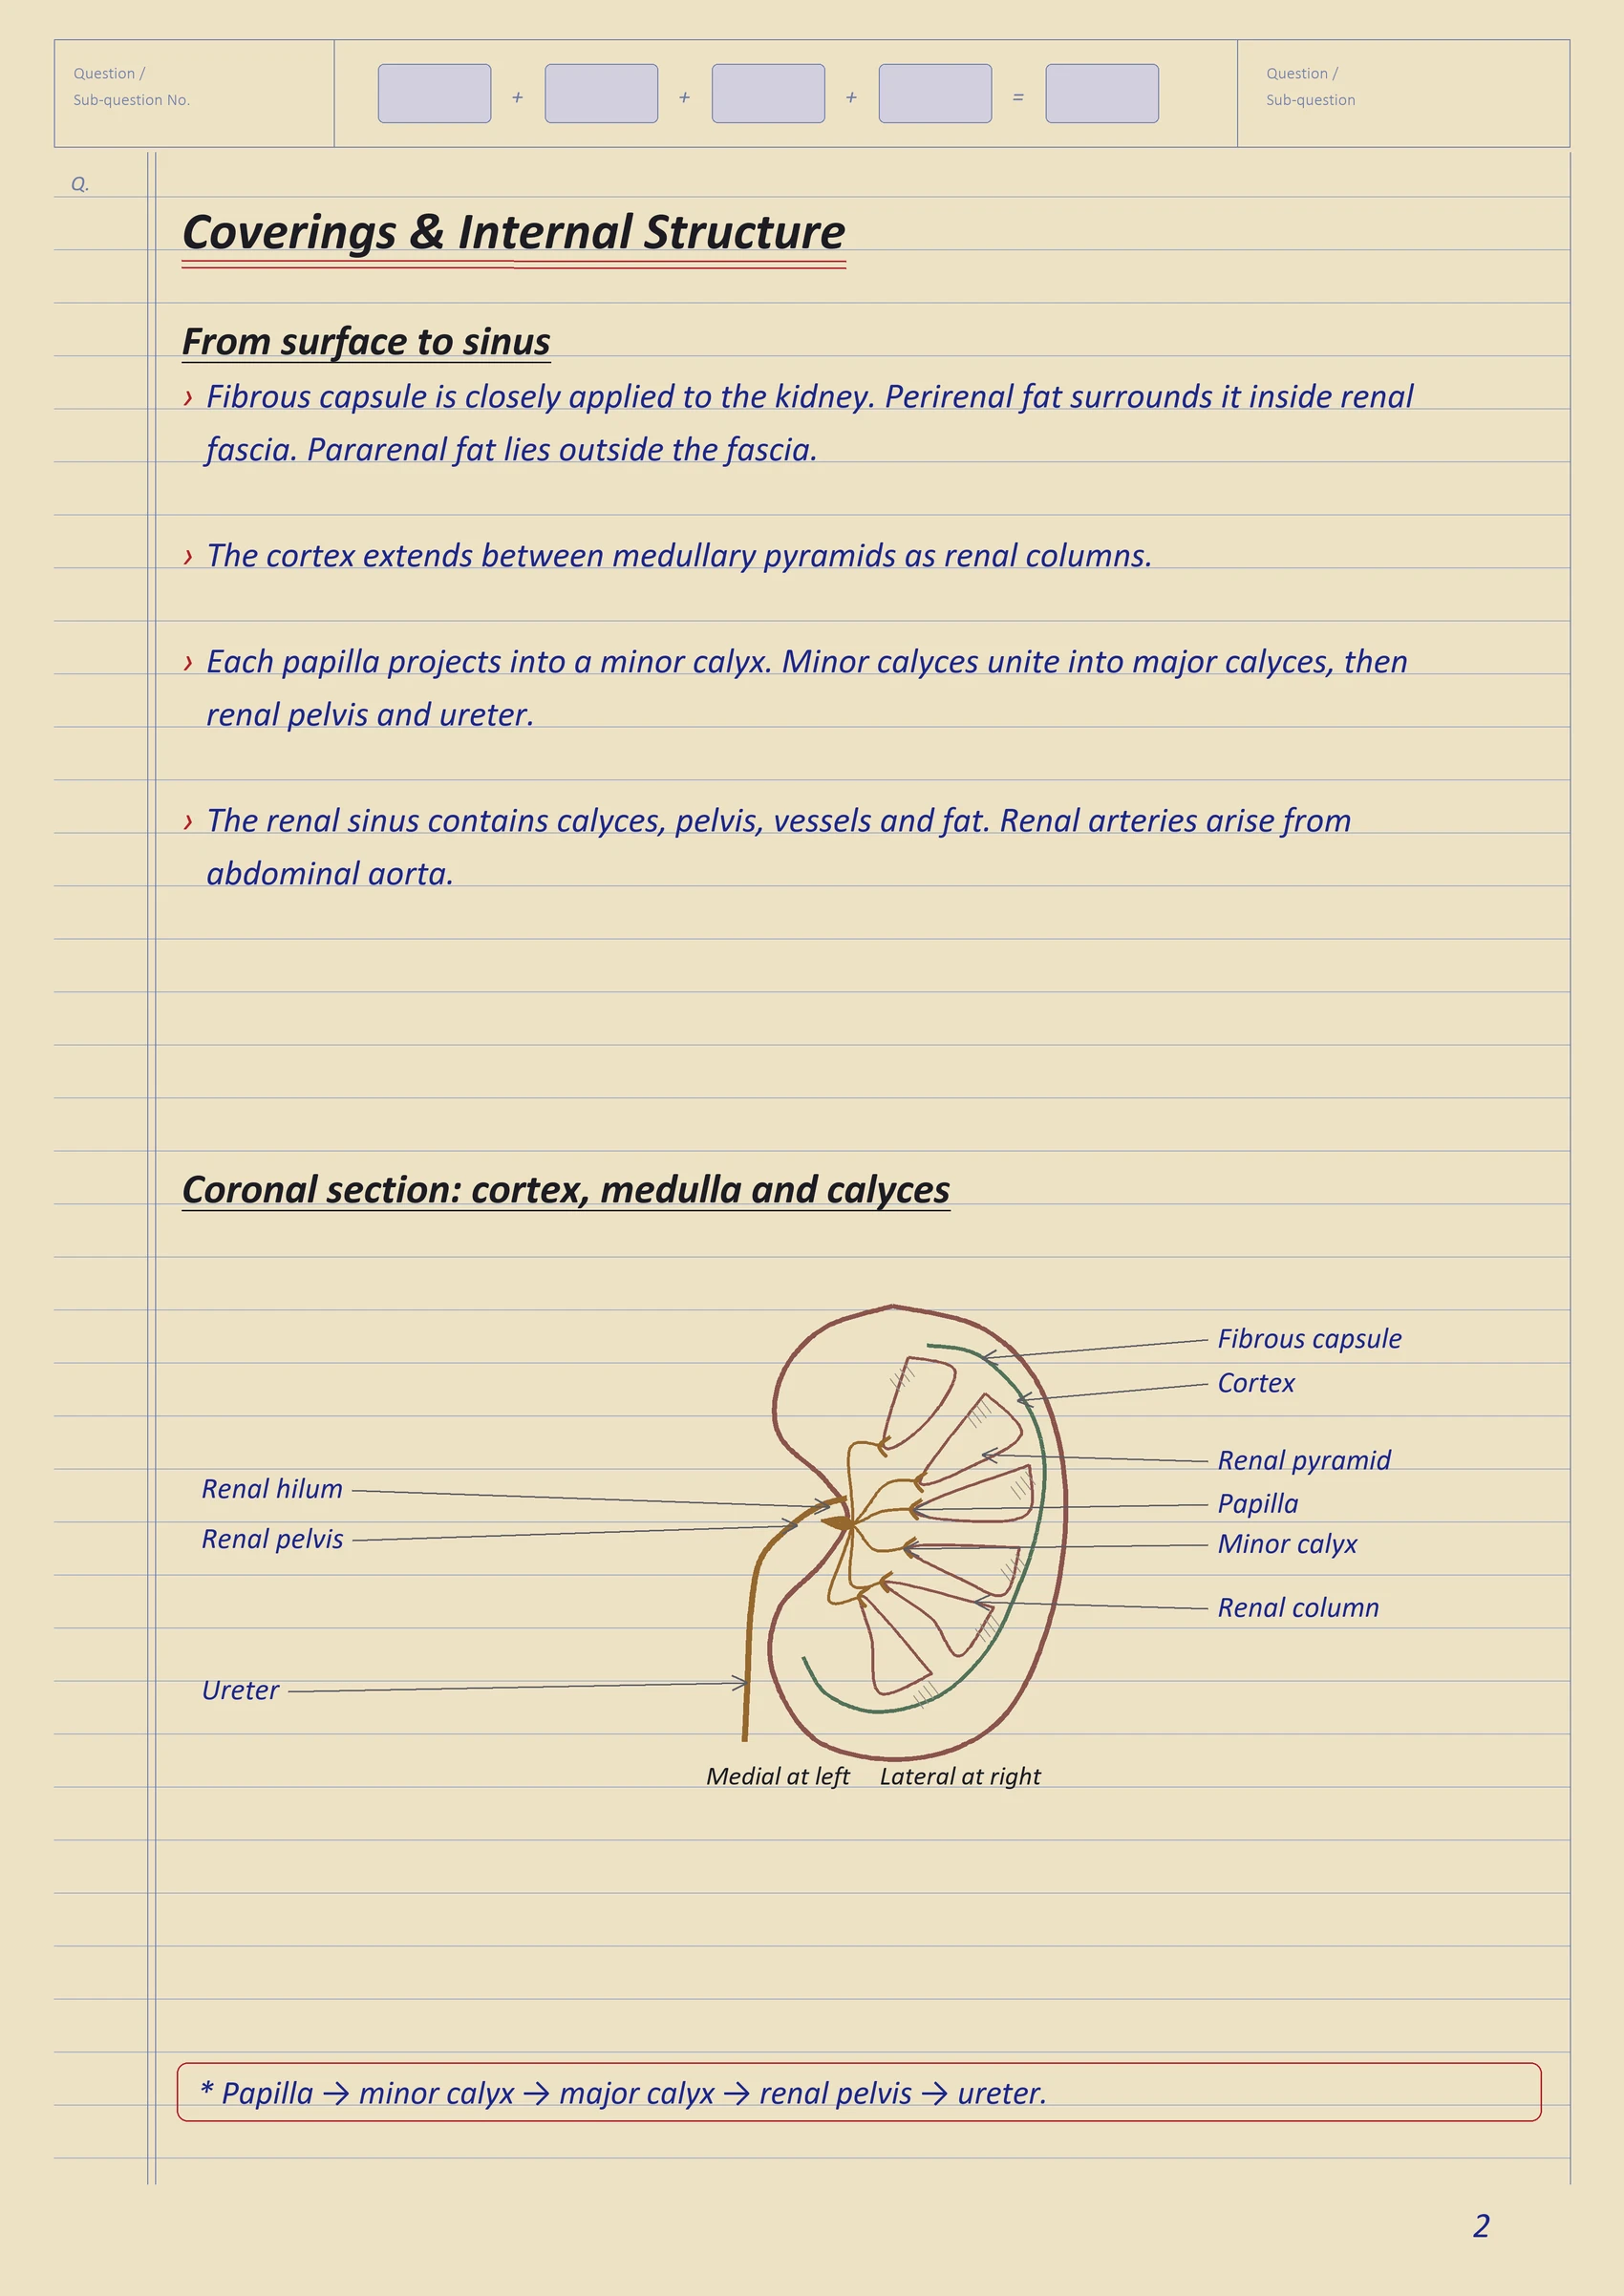 Question /
Sub-question No.
+ + + =
Question /
Sub-question
Q.
Coverings & Internal Structure
From surface to sinus
› Fibrous capsule is closely applied to the kidney. Perirenal fat surrounds it inside renal
fascia. Pararenal fat lies outside the fascia.
› The cortex extends between medullary pyramids as renal columns.
› Each papilla projects into a minor calyx. Minor calyces unite into major calyces, then
renal pelvis and ureter.
› The renal sinus contains calyces, pelvis, vessels and fat. Renal arteries arise from
abdominal aorta.
Coronal section: cortex, medulla and calyces
Fibrous capsule
Cortex
Renal pyramid
Renal hilum
Papilla
Renal pelvis
Minor calyx
Renal column
Ureter
Medial at left Lateral at right
* Papilla → minor calyx → major calyx → renal pelvis → ureter.
2